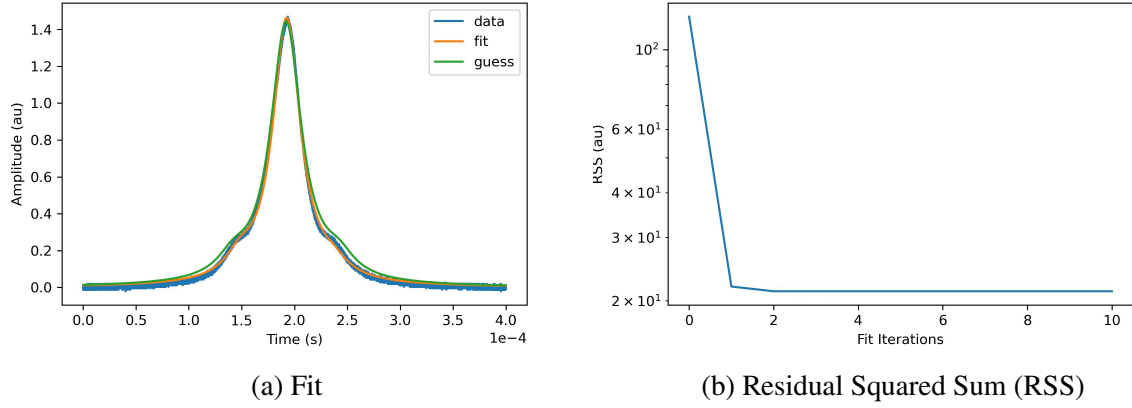 1.4
1.2
1.0
0.8
0.6
0.4
0.2
0.0
Amplitude (au)
data
fit
guess
0.0 0.5 1.0 1.5 2.0 2.5 3.0 3.5 4.0
Time (s)
1e−4
(a) Fit
10²
6 × 10¹
4 × 10¹
3 × 10¹
2 × 10¹
RSS (au)
0 2 4 6 8 10
Fit Iterations
(b) Residual Squared Sum (RSS)